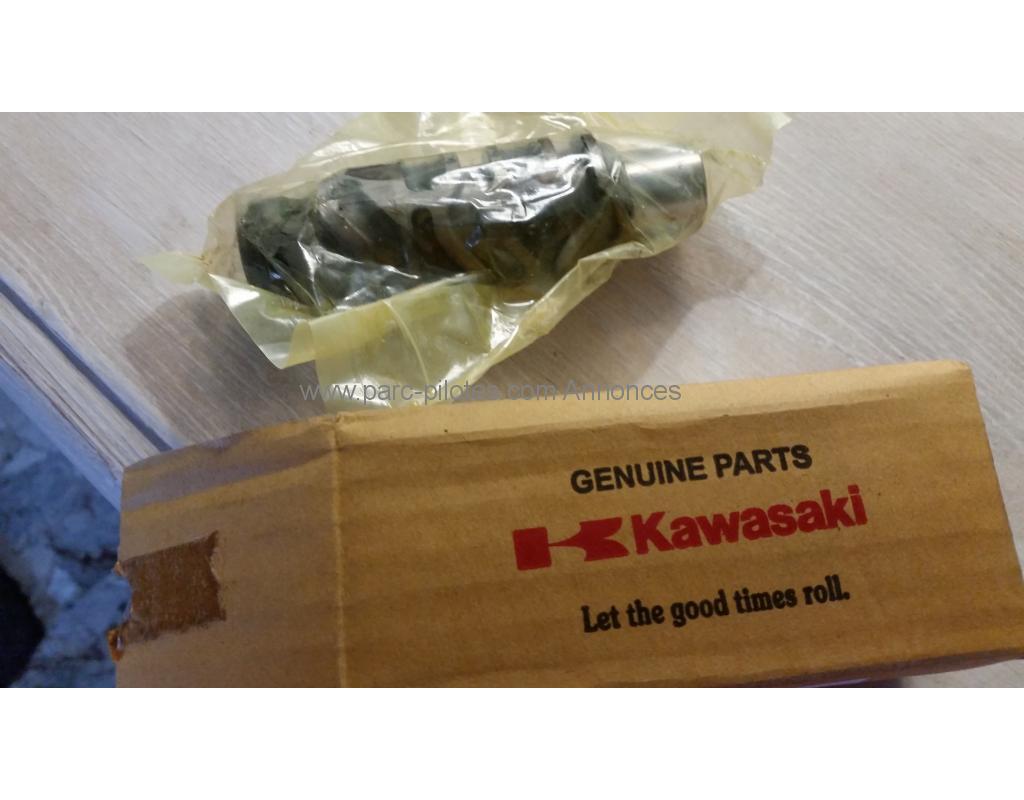 www.parc-pilotes.com Annonces
GENUINE PARTS
Kawasaki
Let the good times roll.